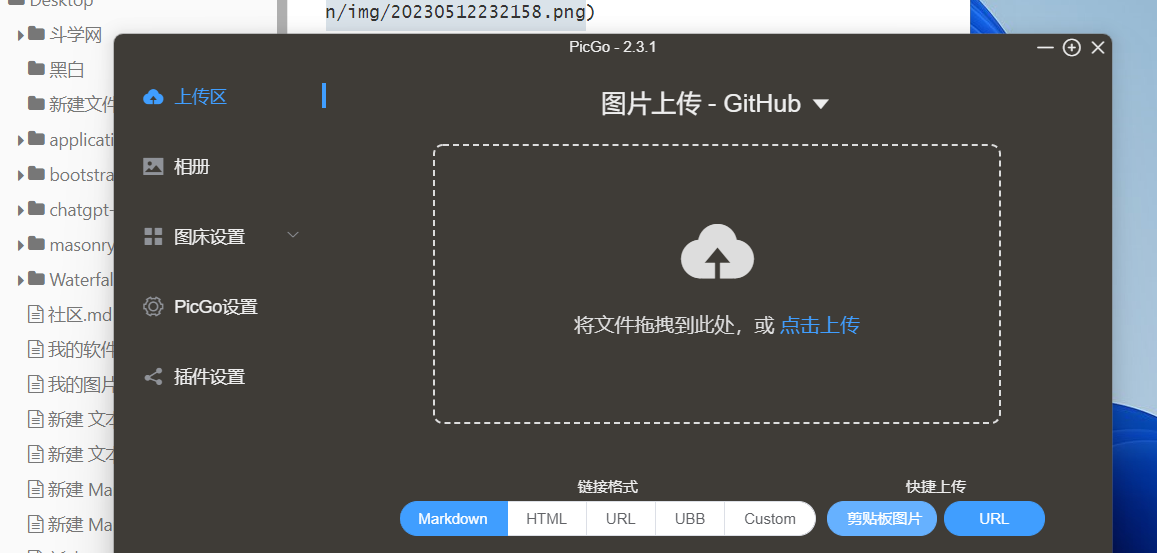 Desktop
n/img/20230512232158.png)
斗学网
黑白
新建文件
applicati
bootstra
chatgpt-
masonry
Waterfal
社区.md
我的软件
我的图片
新建 文本
新建 文本
新建 Ma
新建 Ma
PicGo - 2.3.1
上传区
相册
图床设置
PicGo设置
插件设置
图片上传 - GitHub
将文件拖拽到此处，或 点击上传
链接格式
Markdown HTML URL UBB Custom
快捷上传
剪贴板图片 URL